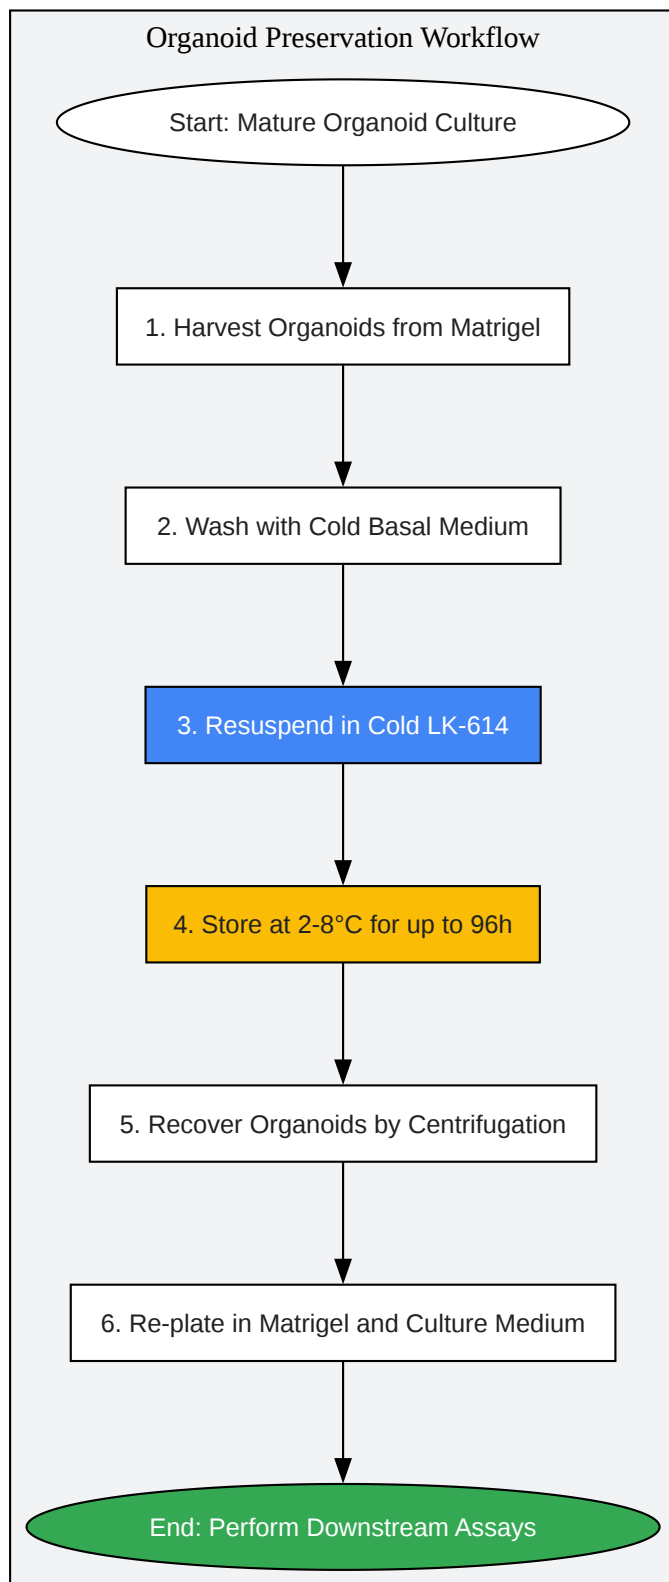 Organoid Preservation Workflow
Start: Mature Organoid Culture
1. Harvest Organoids from Matrigel
2. Wash with Cold Basal Medium
3. Resuspend in Cold LK-614
4. Store at 2-8°C for up to 96h
5. Recover Organoids by Centrifugation
6. Re-plate in Matrigel and Culture Medium
End: Perform Downstream Assays